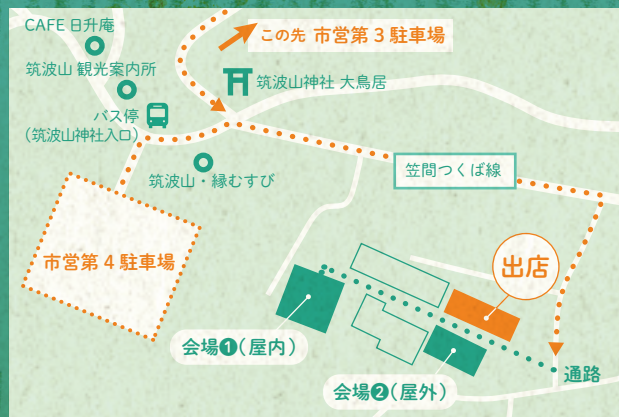 CAFE 日升庵
この先 市営第3駐車場
筑波山 観光案内所
筑波山神社 大鳥居
バス停
（筑波山神社入口）
筑波山・縁むすび
笠間つくば線
市営第4駐車場
出店
会場❶（屋内）
会場❷（屋外）
通路